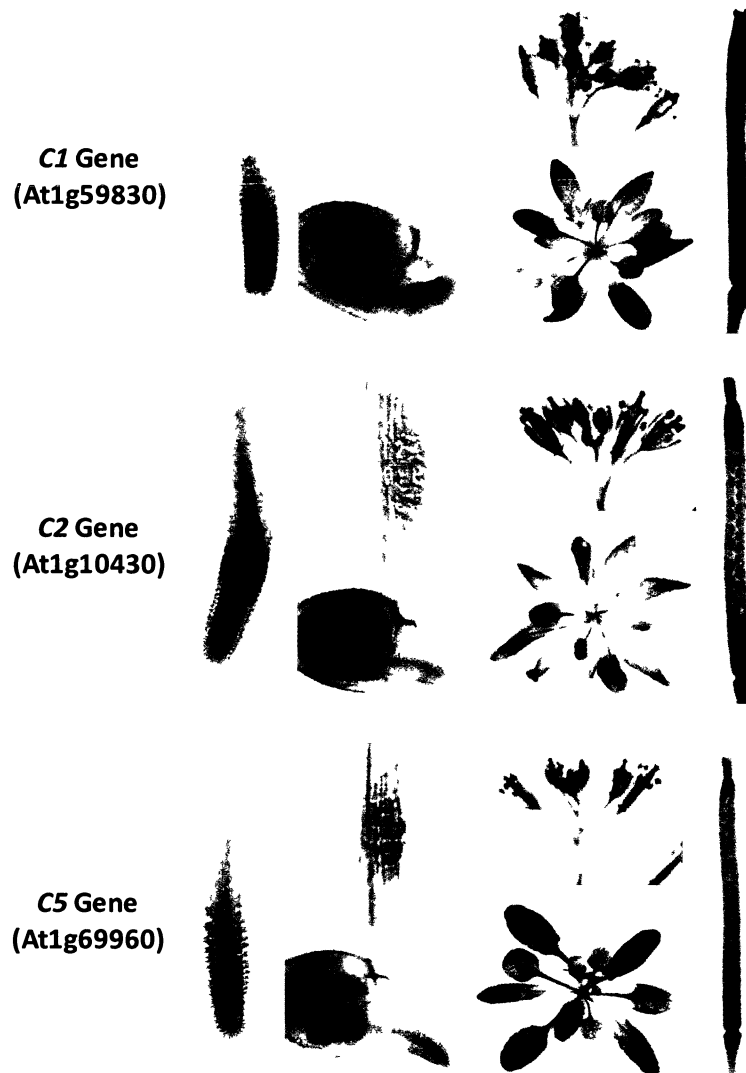 C1 Gene
(At1g59830)
C2 Gene
(At1g10430)
C5 Gene
(At1g69960)